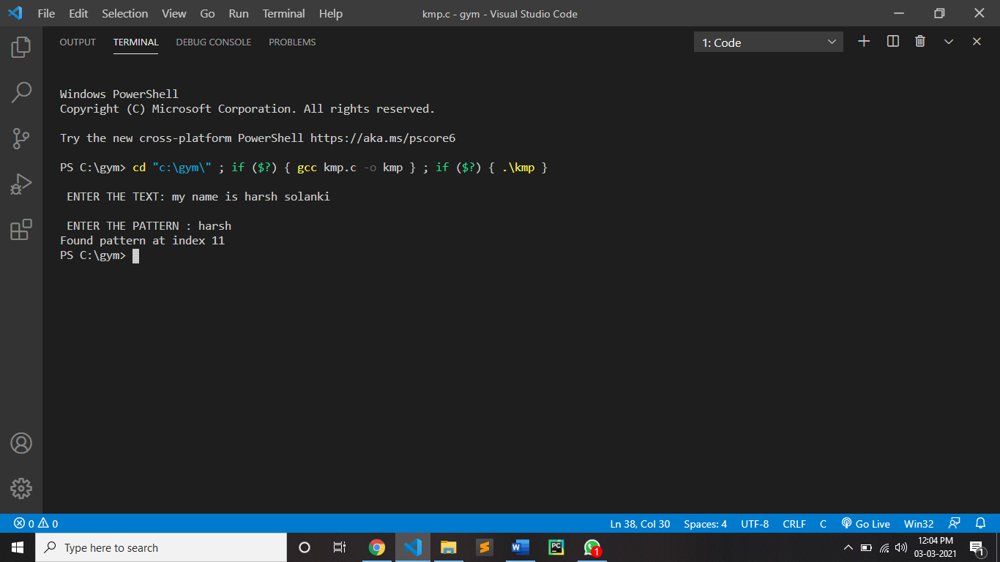 File Edit Selection View Go Run Terminal Help kmp.c - gym - Visual Studio Code
OUTPUT TERMINAL DEBUG CONSOLE PROBLEMS 1: Code
Windows PowerShell
Copyright (C) Microsoft Corporation. All rights reserved.
Try the new cross-platform PowerShell https://aka.ms/pscore6
PS C:\gym> cd "c:\gym\" ; if ($?) { gcc kmp.c -o kmp } ; if ($?) { .\kmp }
ENTER THE TEXT: my name is harsh solanki
ENTER THE PATTERN : harsh
Found pattern at index 11
PS C:\gym>
0 0 Ln 38, Col 30 Spaces: 4 UTF-8 CRLF C Go Live Win32
Type here to search W PC 1 12:04 PM 1
03-03-2021